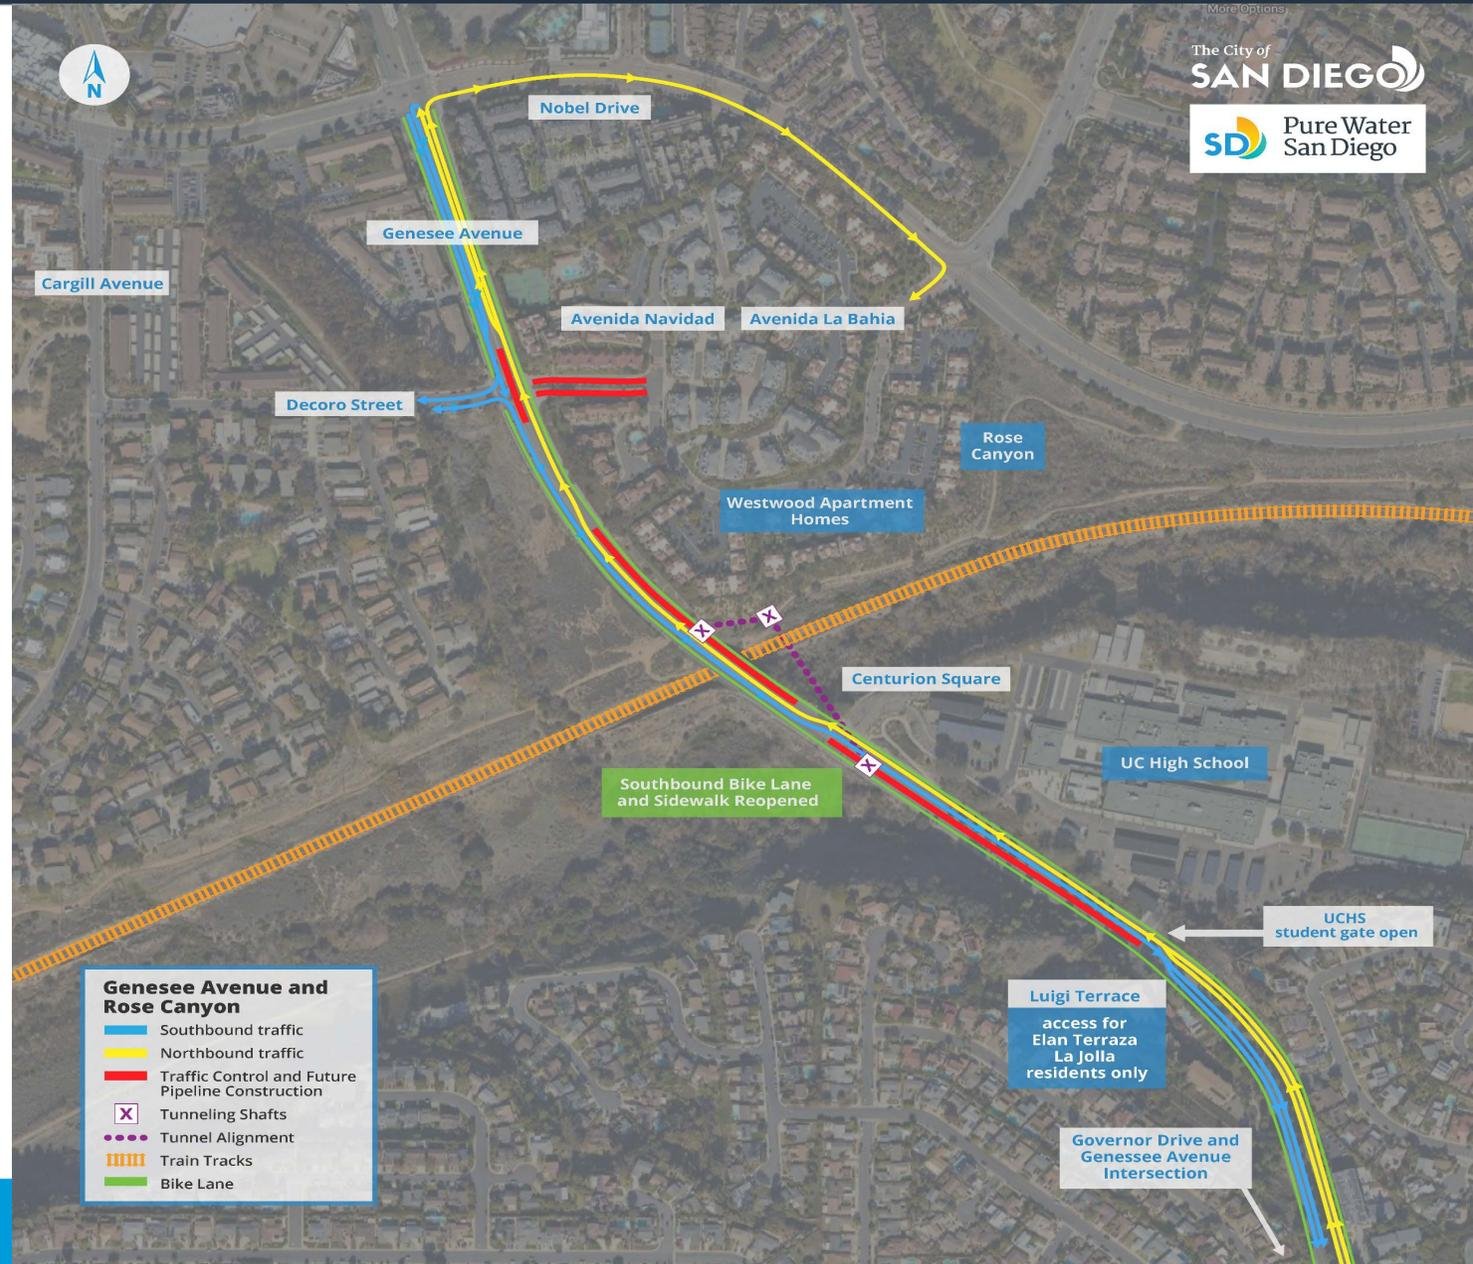 More Options
N
The City of
SAN DIEGO
SD
Pure Water
San Diego
Nobel Drive
Genesee Avenue
Cargill Avenue
Avenida Navidad
Avenida La Bahia
Decoro Street
Rose
Canyon
Westwood Apartment
Homes
X
X
Centurion Square
X
UC High School
Southbound Bike Lane
and Sidewalk Reopened
UCHS
student gate open
Luigi Terrace
access for
Elan Terraza
La Jolla
residents only
Governor Drive and
Genessee Avenue
Intersection
Genesee Avenue and
Rose Canyon
Southbound traffic
Northbound traffic
Traffic Control and Future
Pipeline Construction
X Tunneling Shafts
Tunnel Alignment
Train Tracks
Bike Lane